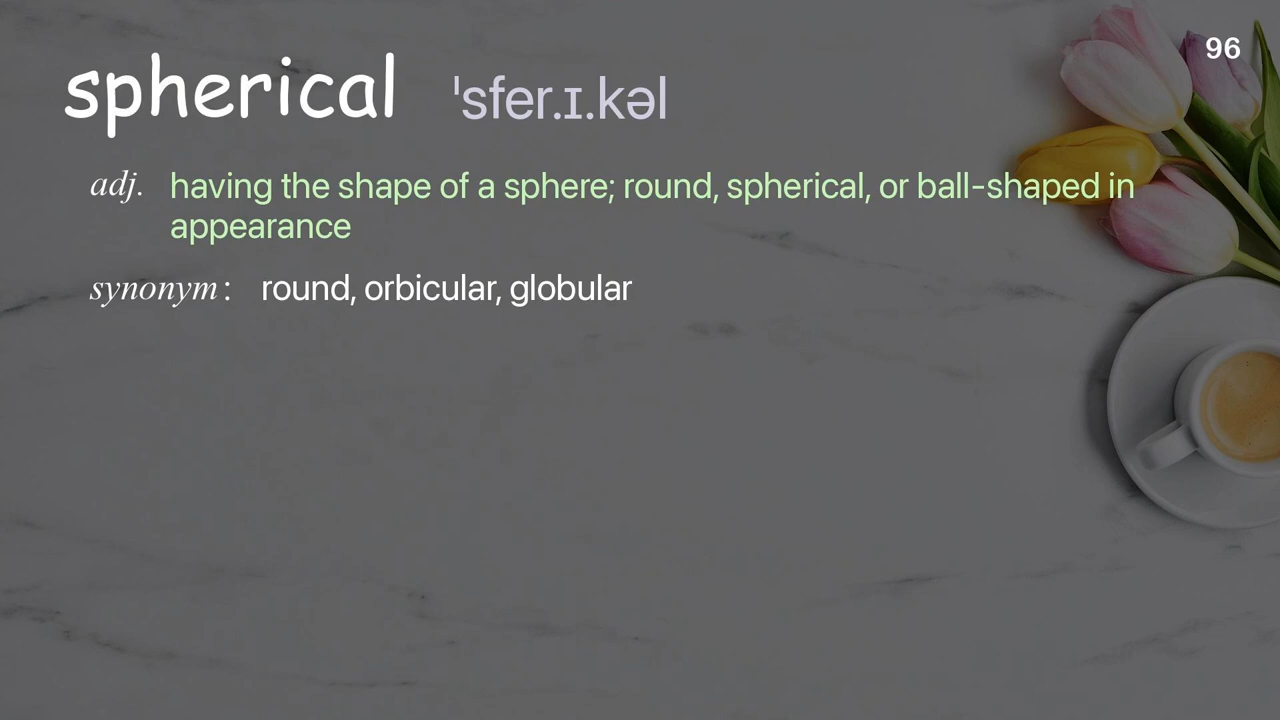 96
spherical ˈsfer.ɪ.kəl
adj. having the shape of a sphere; round, spherical, or ball-shaped in
appearance
synonym : round, orbicular, globular